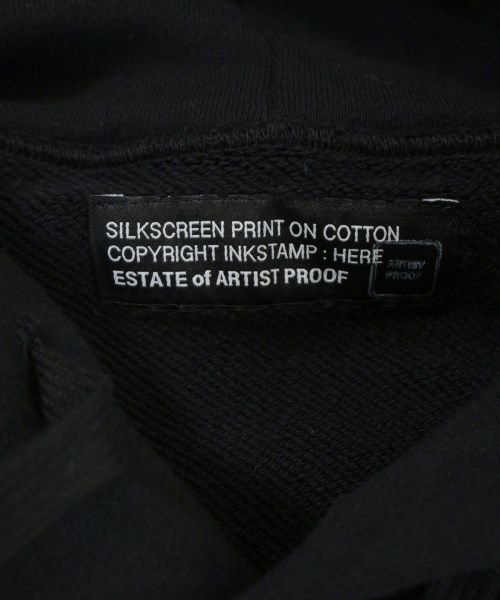 SILKSCREEN PRINT ON COTTON
COPYRIGHT INKSTAMP : HERE
ESTATE of ARTIST PROOF
ARTIST
PROOF